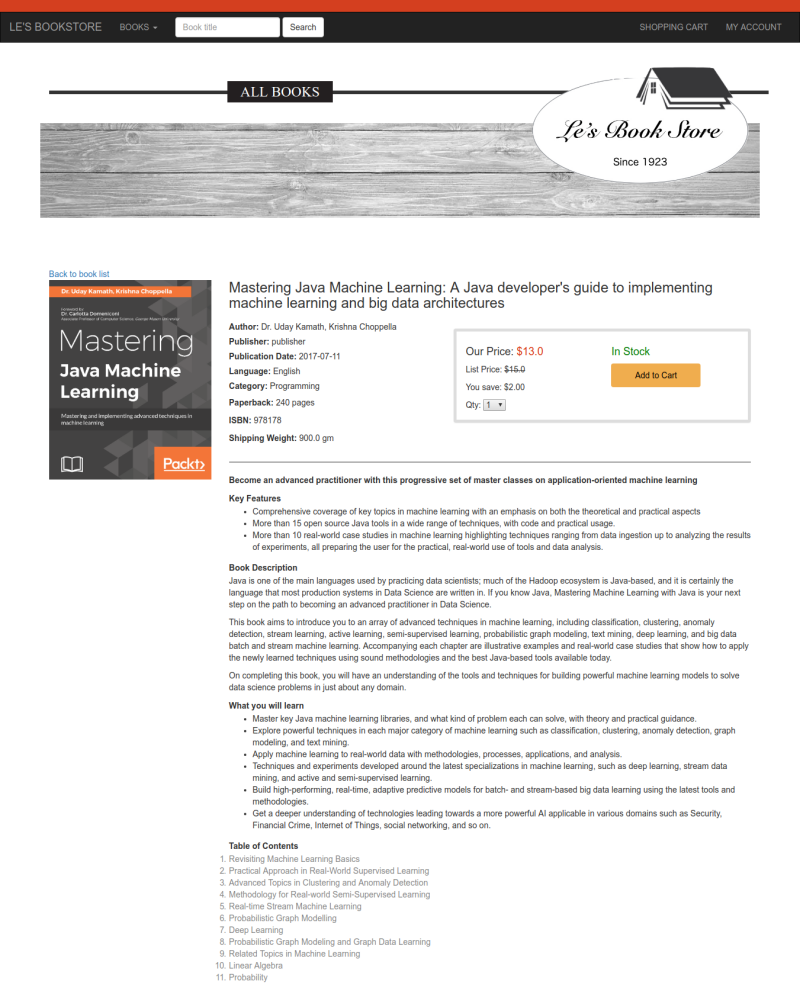 LE'S BOOKSTORE BOOKS Book title Search SHOPPING CART MY ACCOUNT
ALL BOOKS
Le's Book Store
Since 1923
Back to book list
Dr. Uday Kamath, Krishna Choppella
Foreword by
Dr. Carlotta Domeniconi
Mastering
Java Machine
Learning
Mastering and implementing advanced techniques in
machine learning
Packt>
Mastering Java Machine Learning: A Java developer's guide to implementing
machine learning and big data architectures
Author: Dr. Uday Kamath, Krishna Choppella
Publisher: publisher
Publication Date: 2017-07-11
Language: English
Category: Programming
Paperback: 240 pages
ISBN: 978178
Shipping Weight: 900.0 gm
Our Price: $13.0
In Stock
List Price: $15.0
Add to Cart
You save: $2.00
Qty: 1
Become an advanced practitioner with this progressive set of master classes on application-oriented machine learning
Key Features
• Comprehensive coverage of key topics in machine learning with an emphasis on both the theoretical and practical aspects
• More than 15 open source Java tools in a wide range of techniques, with code and practical usage.
• More than 10 real-world case studies in machine learning highlighting techniques ranging from data ingestion up to analyzing the results
of experiments, all preparing the user for the practical, real-world use of tools and data analysis.
Book Description
Java is one of the main languages used by practicing data scientists; much of the Hadoop ecosystem is Java-based, and it is certainly the
language that most production systems in Data Science are written in. If you know Java, Mastering Machine Learning with Java is your next
step on the path to becoming an advanced practitioner in Data Science.
This book aims to introduce you to an array of advanced techniques in machine learning, including classification, clustering, anomaly
detection, stream learning, active learning, semi-supervised learning, probabilistic graph modeling, text mining, deep learning, and big data
batch and stream machine learning. Accompanying each chapter are illustrative examples and real-world case studies that show how to apply
the newly learned techniques using sound methodologies and the best Java-based tools available today.
On completing this book, you will have an understanding of the tools and techniques for building powerful machine learning models to solve
data science problems in just about any domain.
What you will learn
• Master key Java machine learning libraries, and what kind of problem each can solve, with theory and practical guidance.
• Explore powerful techniques in each major category of machine learning such as classification, clustering, anomaly detection, graph
modeling, and text mining.
• Apply machine learning to real-world data with methodologies, processes, applications, and analysis.
• Techniques and experiments developed around the latest specializations in machine learning, such as deep learning, stream data
mining, and active and semi-supervised learning.
• Build high-performing, real-time, adaptive predictive models for batch- and stream-based big data learning using the latest tools and
methodologies.
• Get a deeper understanding of technologies leading towards a more powerful AI applicable in various domains such as Security,
Financial Crime, Internet of Things, social networking, and so on.
Table of Contents
1. Revisiting Machine Learning Basics
2. Practical Approach in Real-World Supervised Learning
3. Advanced Topics in Clustering and Anomaly Detection
4. Methodology for Real-world Semi-Supervised Learning
5. Real-time Stream Machine Learning
6. Probabilistic Graph Modelling
7. Deep Learning
8. Probabilistic Graph Modeling and Graph Data Learning
9. Related Topics in Machine Learning
10. Linear Algebra
11. Probability